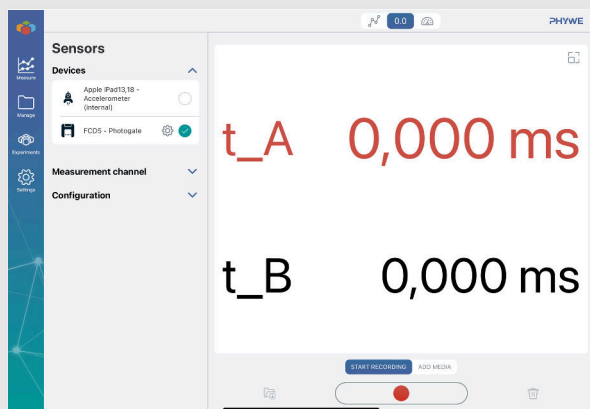 0.0
PHYWE
Measure
Manage
Experiments
Settings
Sensors
Devices
Apple iPad13,18 -
Accelerometer
(internal)
FCD5 - Photogate
Measurement channel
Configuration
t_A 0,000 ms
t_B 0,000 ms
START RECORDING ADD MEDIA